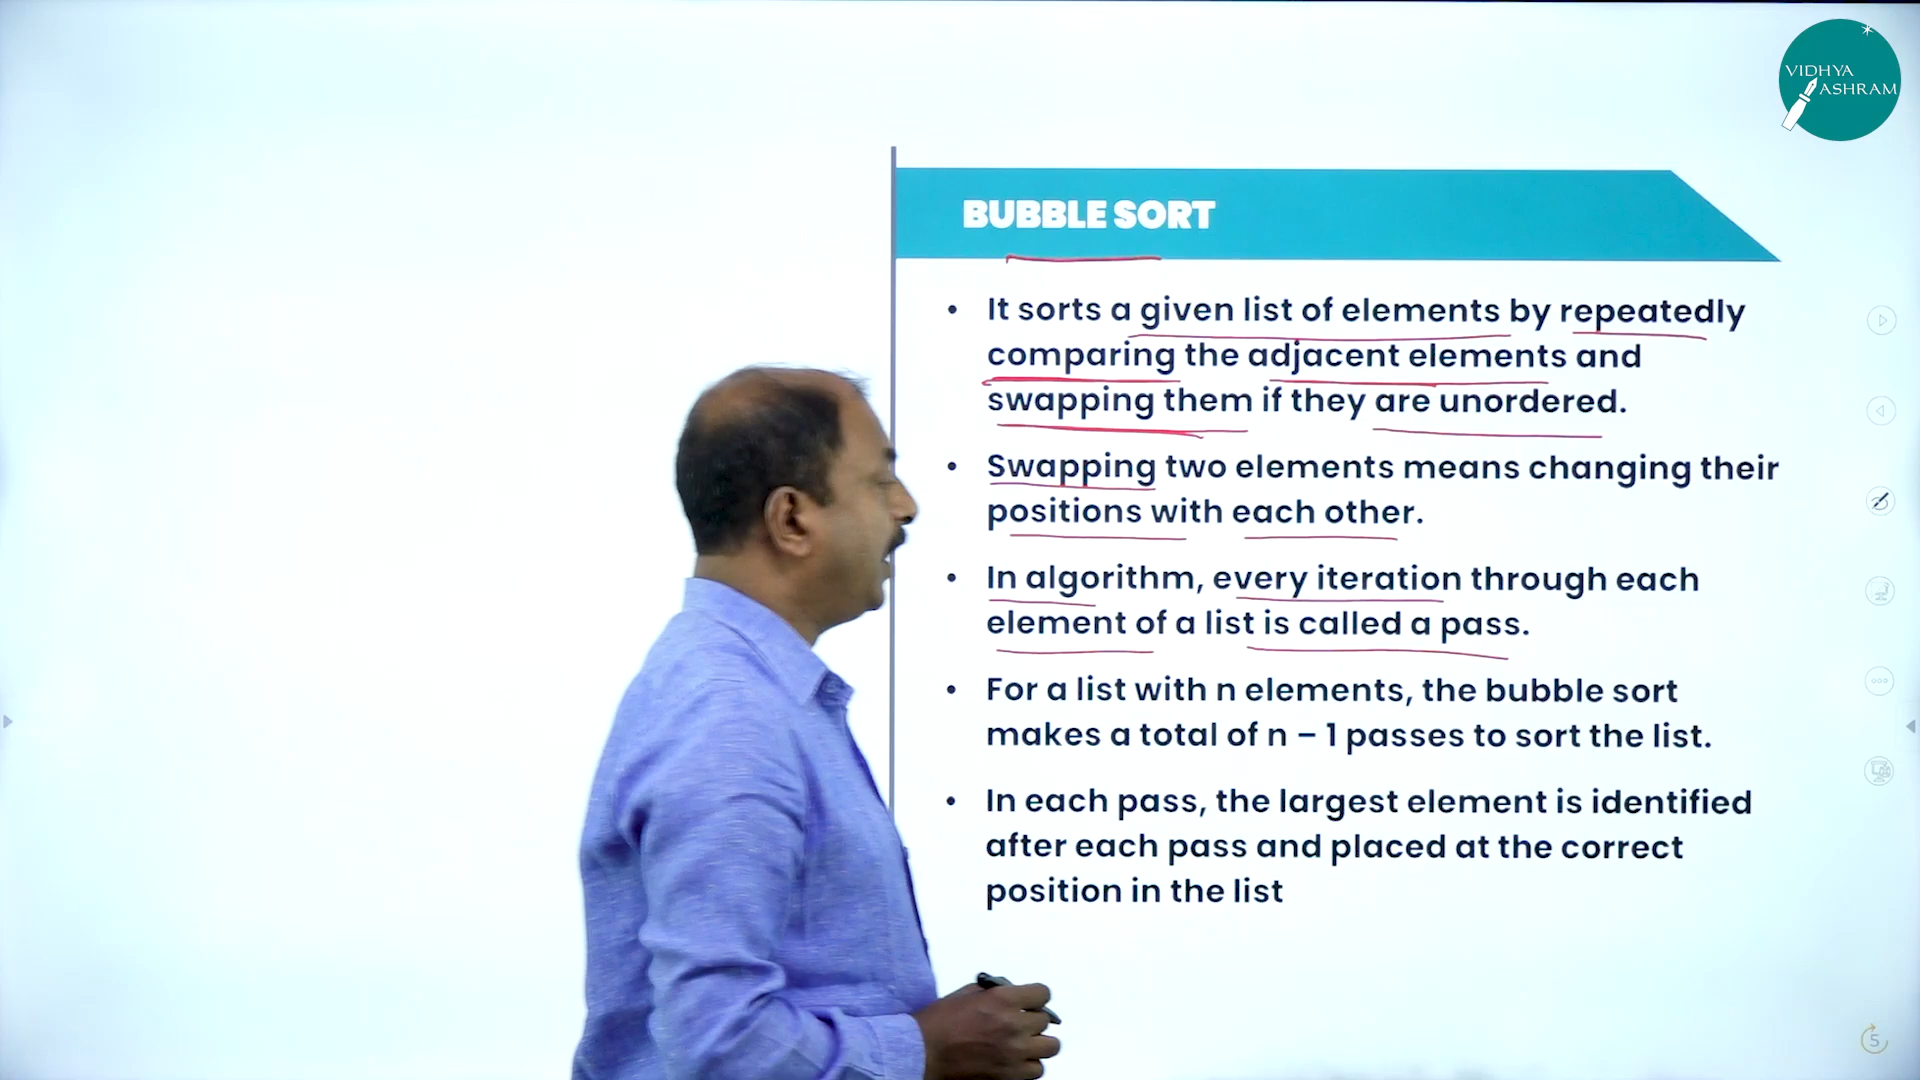 VIDHYA
ASHRAM
BUBBLE SORT
• It sorts a given list of elements by repeatedly
comparing the adjacent elements and
swapping them if they are unordered.
• Swapping two elements means changing their
positions with each other.
• In algorithm, every iteration through each
element of a list is called a pass.
• For a list with n elements, the bubble sort
makes a total of n – 1 passes to sort the list.
• In each pass, the largest element is identified
after each pass and placed at the correct
position in the list
5